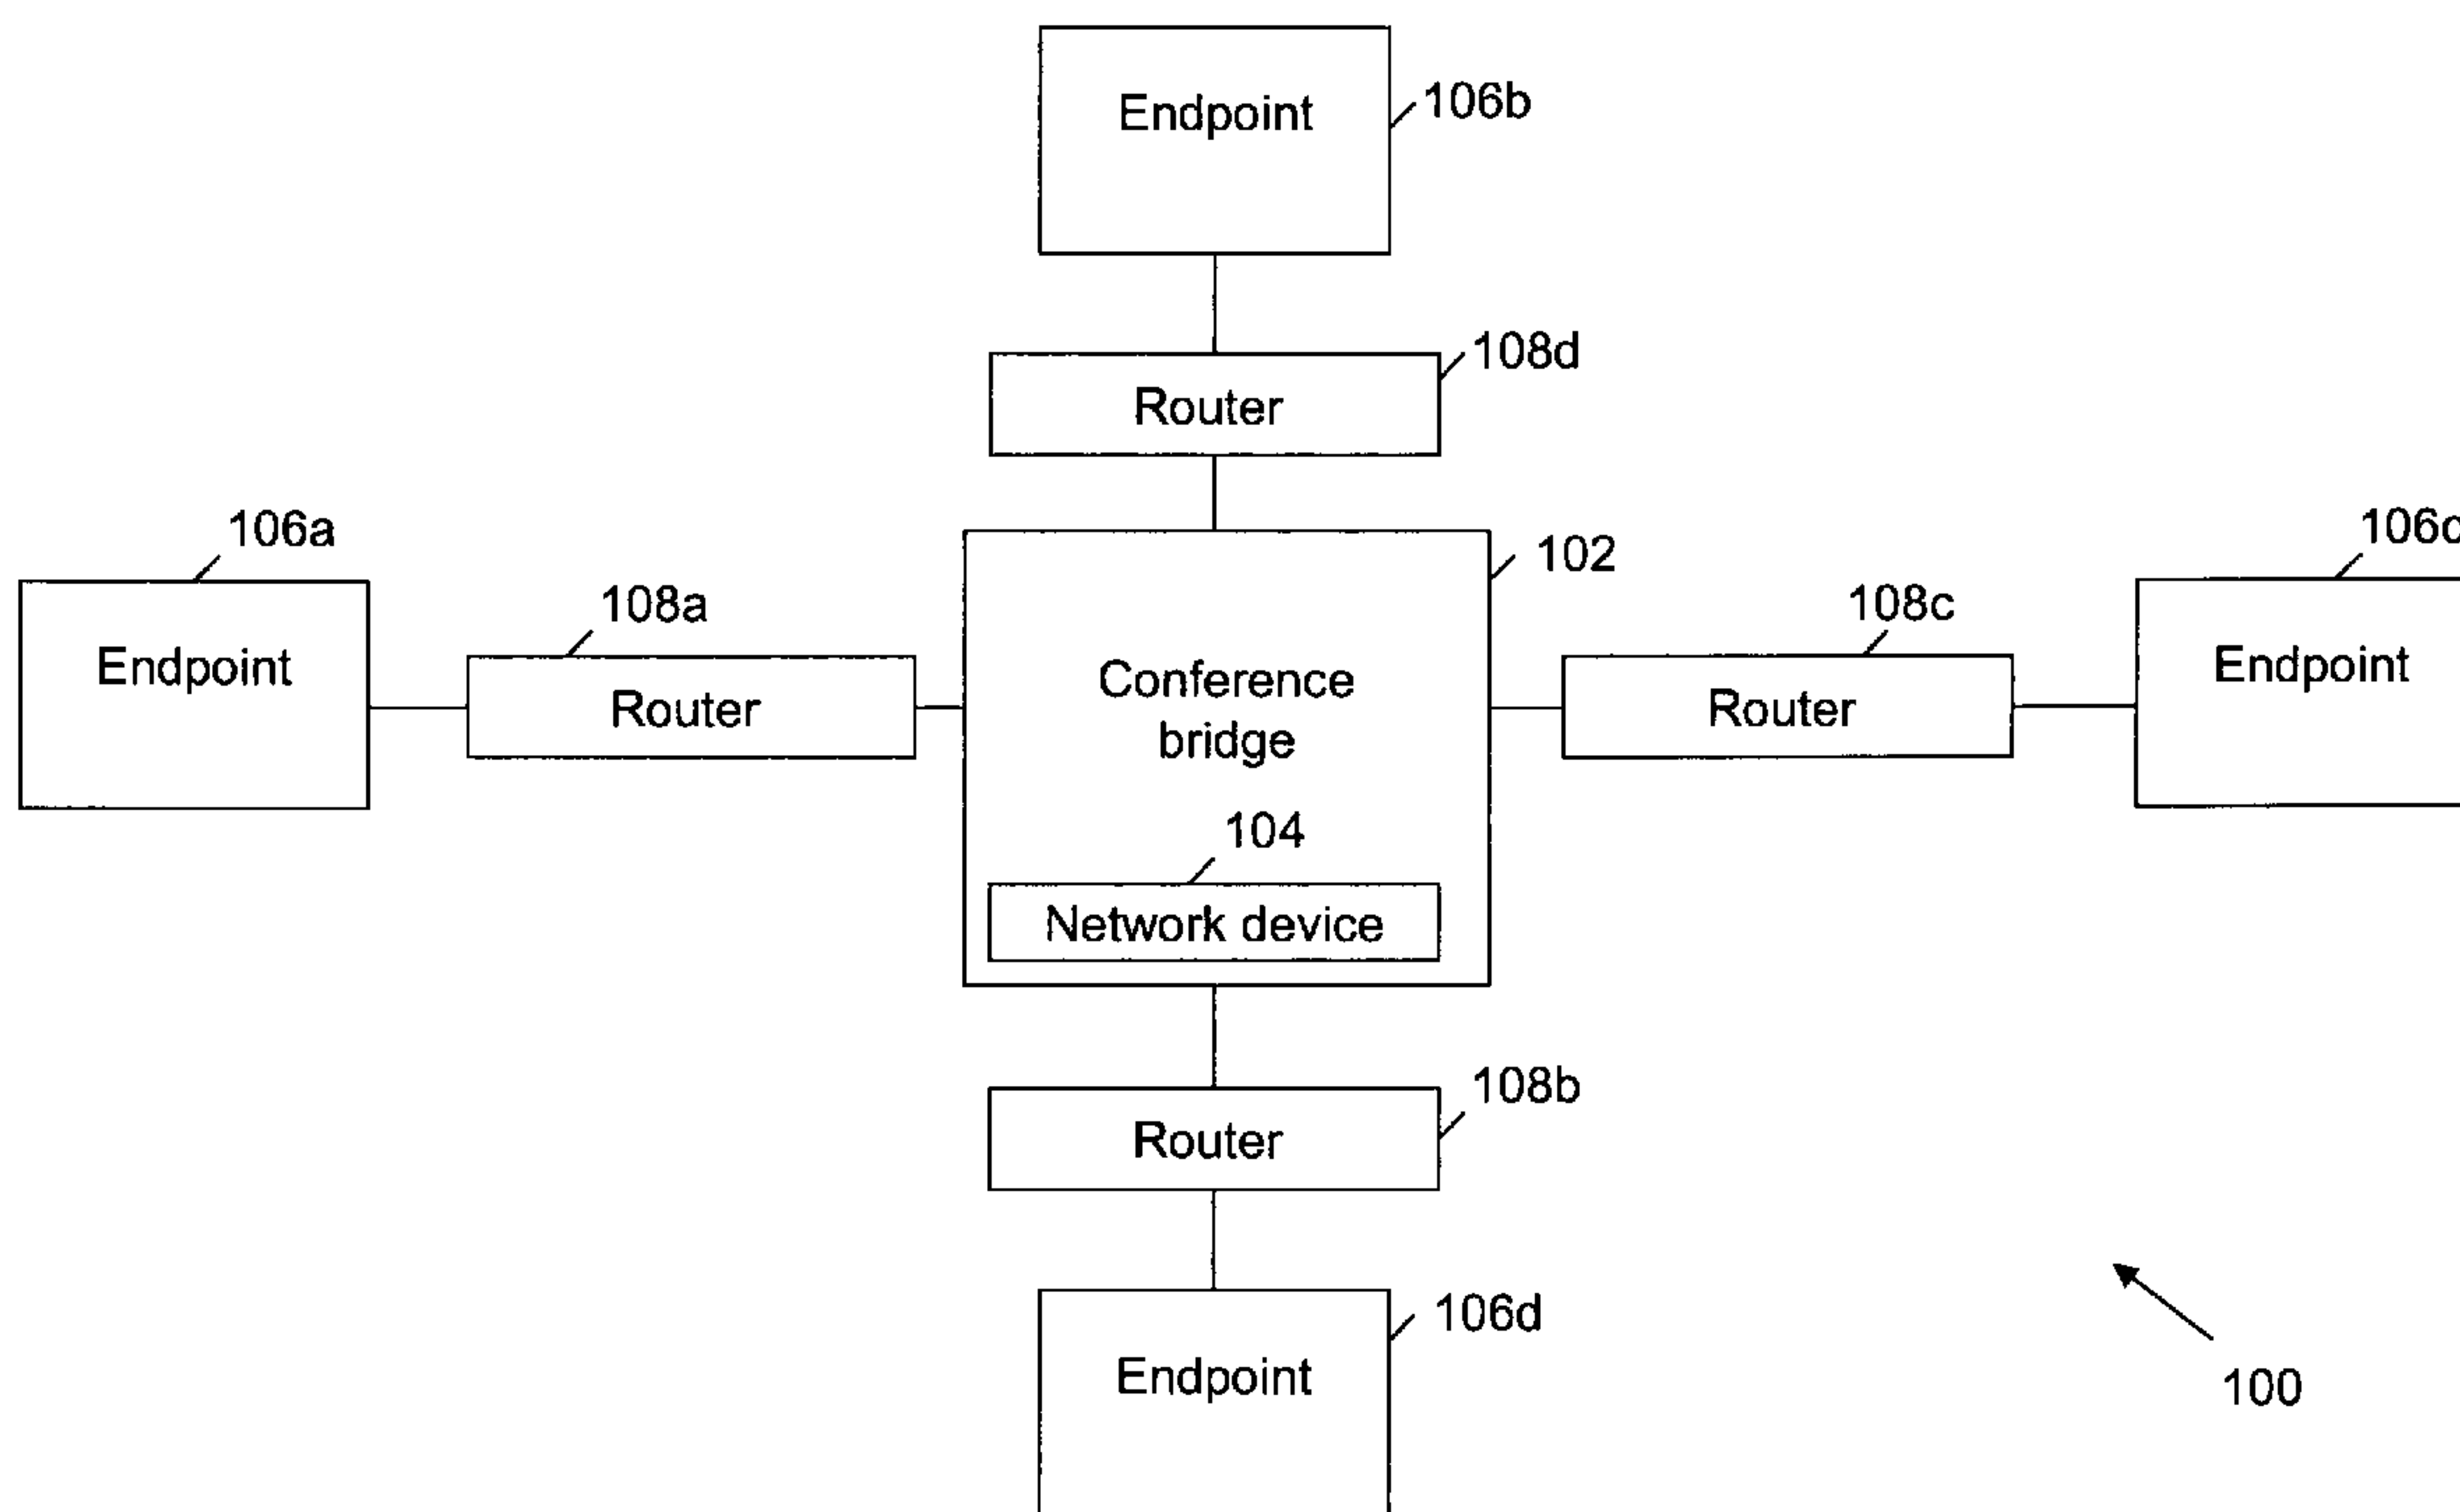 Endpoint
106b
108d
Router
106a
102
108a
108c
Endpoint
Endpoint
Conference
bridge
Router
Router
104
Network device
108b
Router
106d
Endpoint
100